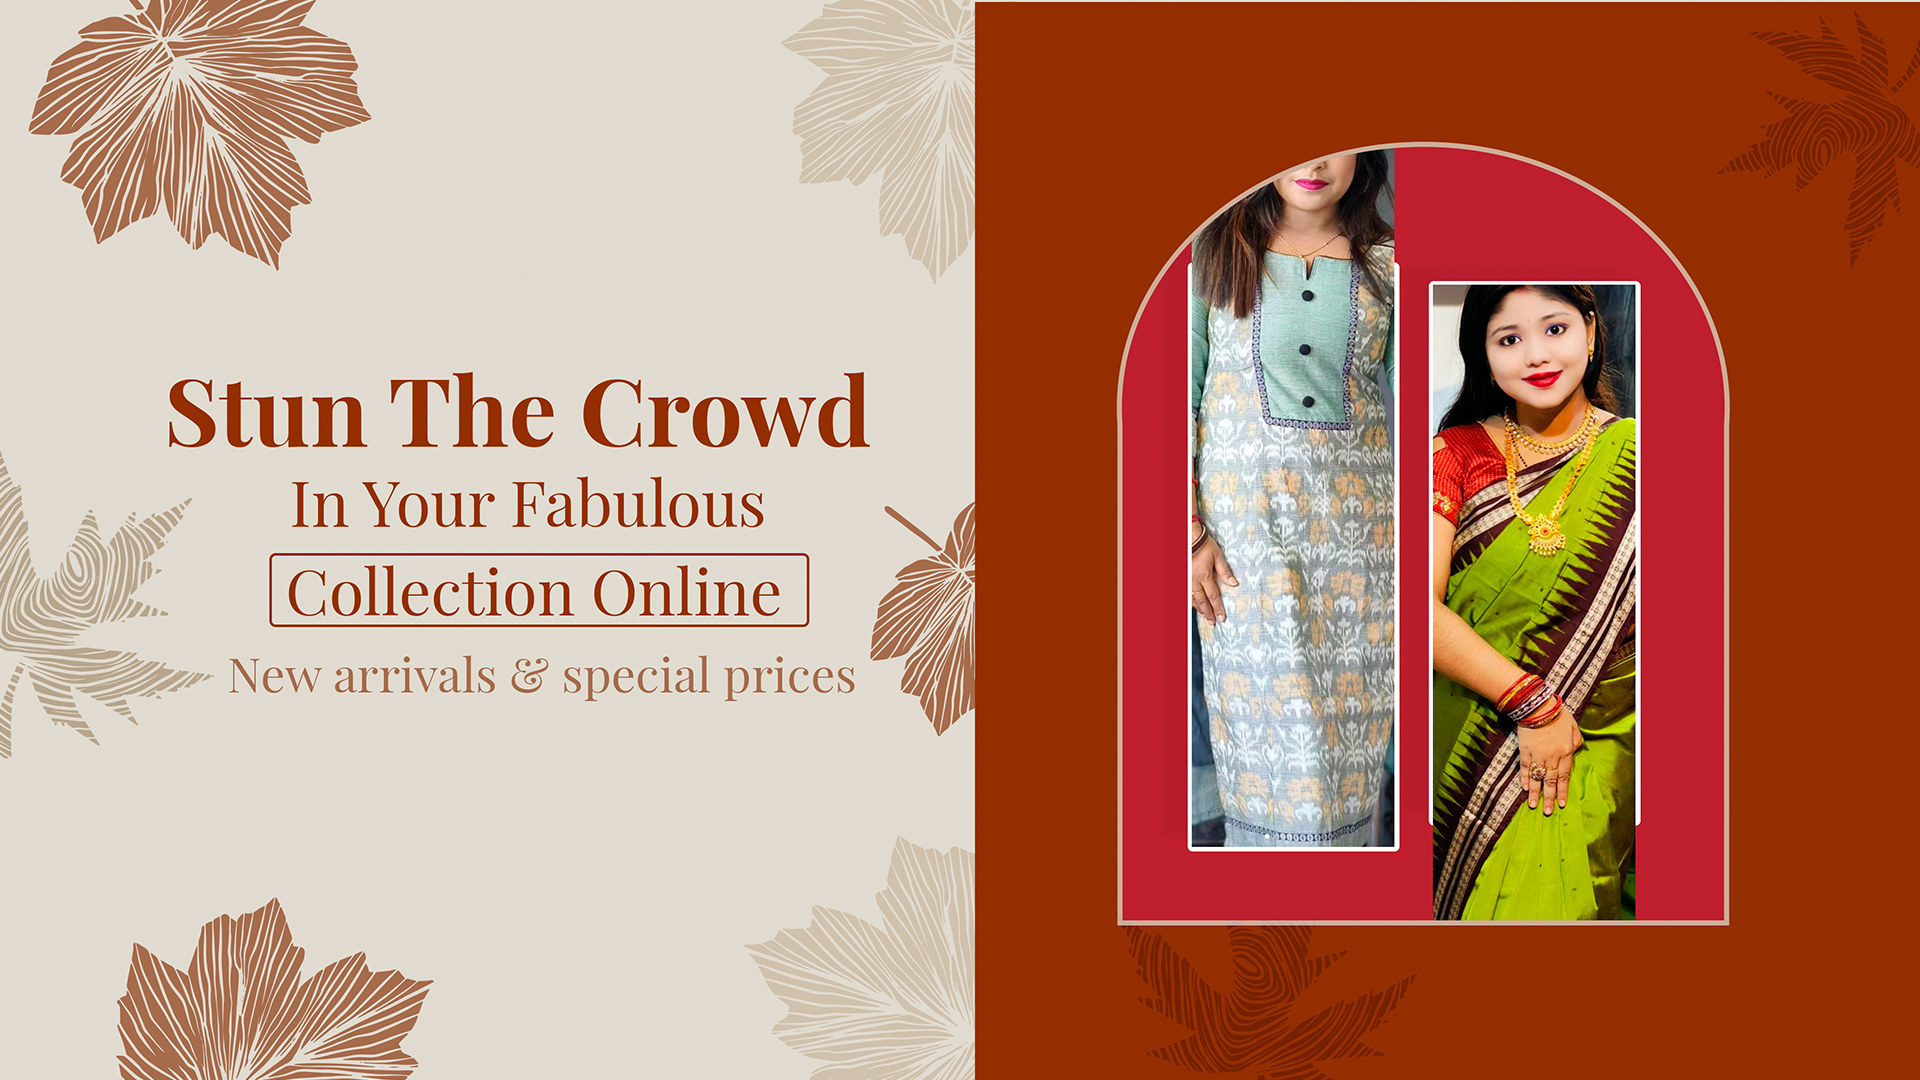 Stun The Crowd
In Your Fabulous
Collection Online
New arrivals & special prices